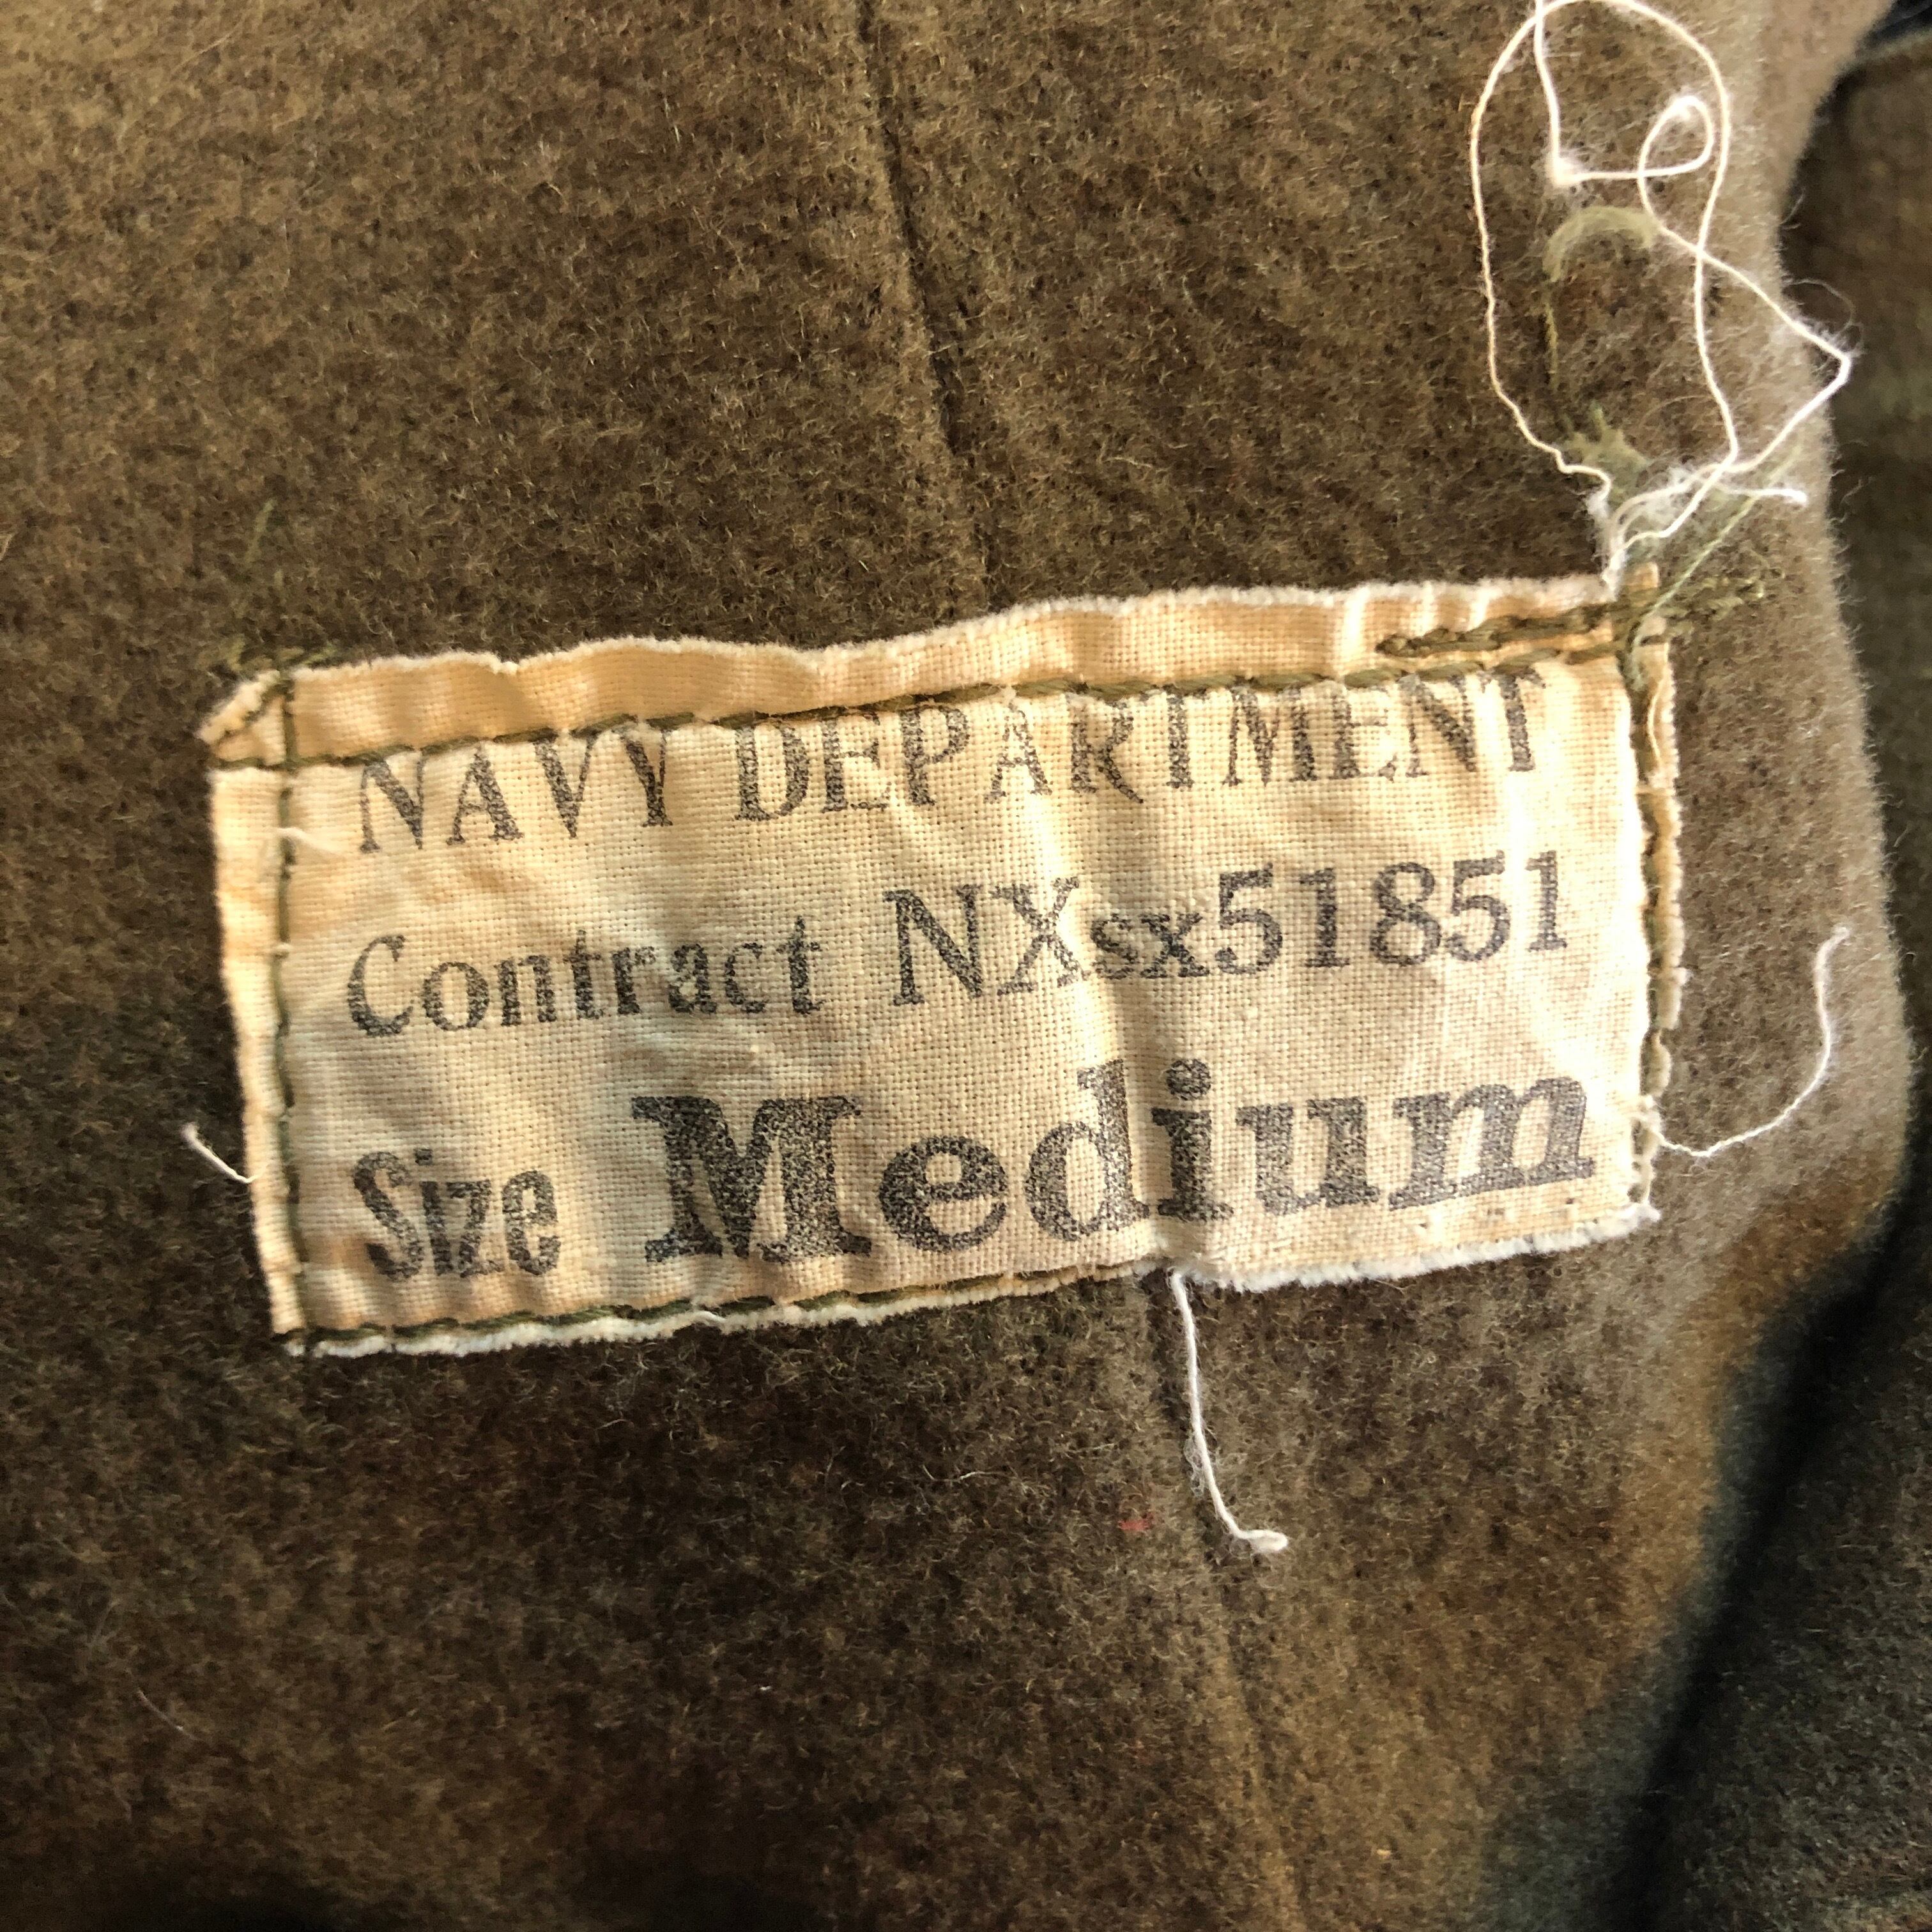 NAVY DEPARTMENT
Contract NXsx51851
Size Medium